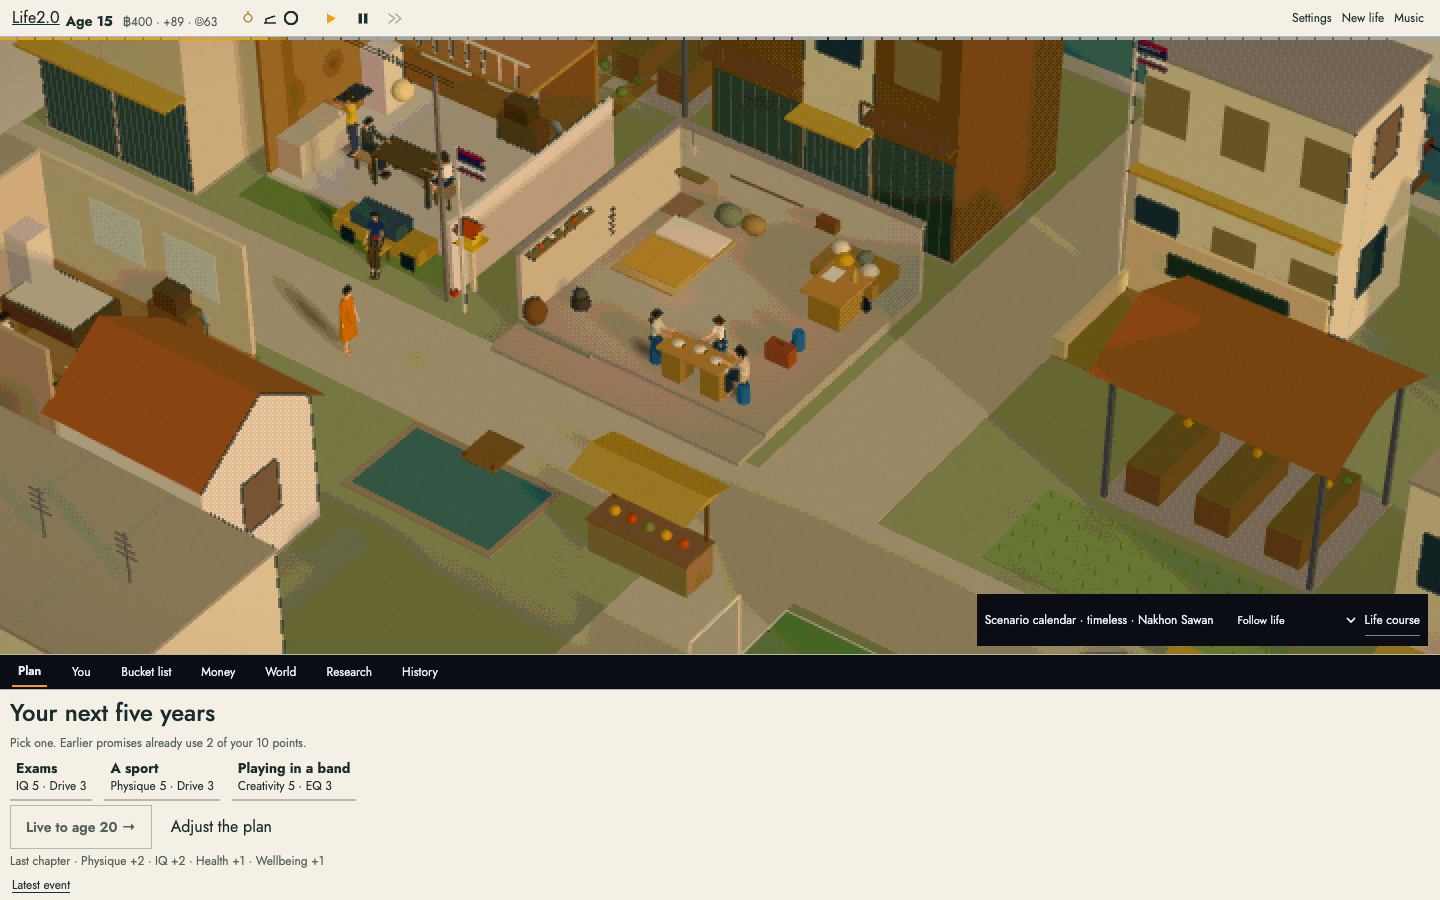 Life2.0 Age 15 ฿400 · +89 · ☺63
Settings New life Music
Scenario calendar · timeless · Nakhon Sawan Follow life Life course
Plan You Bucket list Money World Research History
Your next five years
Pick one. Earlier promises already use 2 of your 10 points.
Exams A sport Playing in a band
IQ 5 · Drive 3 Physique 5 · Drive 3 Creativity 5 · EQ 3
Live to age 20 → Adjust the plan
Last chapter · Physique +2 · IQ +2 · Health +1 · Wellbeing +1
Latest event